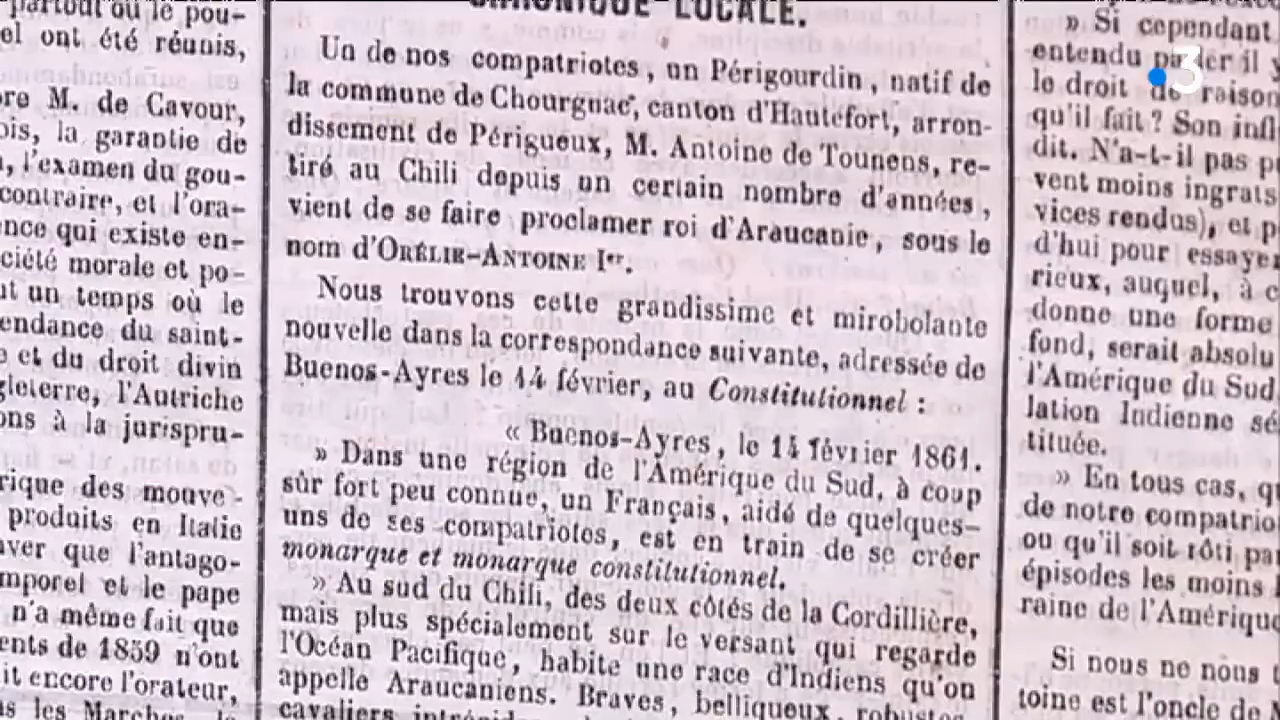 partout où le pou-
el ont été réunis,
ore M. de Cavour,
ois, la garantie de
l'examen du gou-
contraire, et l'ora-
nce qui existe en-
ciété morale et po-
ut un temps où le
endance du saint-
e et du droit divin
gleterre, l'Autriche
ons à la jurispru-
rique des mouve-
produits en Italie
aver que l'antago-
mporel et le pape
n'a même fait que
ents de 1859 n'ont
it encore l'orateur,
les Marches
CHRONIQUE LOCALE.
Un de nos compatriotes, un Périgourdin, natif de
la commune de Chourgnac, canton d'Hautefort, arron-
dissement de Périgueux, M. Antoine de Tounens, re-
tiré au Chili depuis un certain nombre d'années,
vient de se faire proclamer roi d'Araucanie, sous le
nom d'ORÉLIE-ANTOINE Ier.
Nous trouvons cette grandissime et mirobolante
nouvelle dans la correspondance suivante, adressée de
Buenos-Ayres le 14 février, au Constitutionnel :
« Buenos-Ayres, le 14 février 1861.
» Dans une région de l'Amérique du Sud, à coup
sûr fort peu connue, un Français, aidé de quelques-
uns de ses compatriotes, est en train de se créer
monarque et monarque constitutionnel.
» Au sud du Chili, des deux côtés de la Cordillière,
mais plus spécialement sur le versant qui regarde
l'Océan Pacifique, habite une race d'Indiens qu'on
appelle Araucaniens. Braves, belliqueux, robustes
cavaliers intrépides
» Si cependant
entendu parler il y
le droit de raison
qu'il fait ? Son infl
dit. N'a-t-il pas p
vent moins ingrats
vices rendus), et p
d'hui pour essayer
rieux, auquel, à c
donne une forme
fond, serait absolu
l'Amérique du Sud,
lation Indienne sé
tituée.
» En tous cas, qu
de notre compatrio
ou qu'il soit rôti pa
épisodes les moins
raine de l'Amérique
Si nous ne nous t
toine est l'oncle de M
3